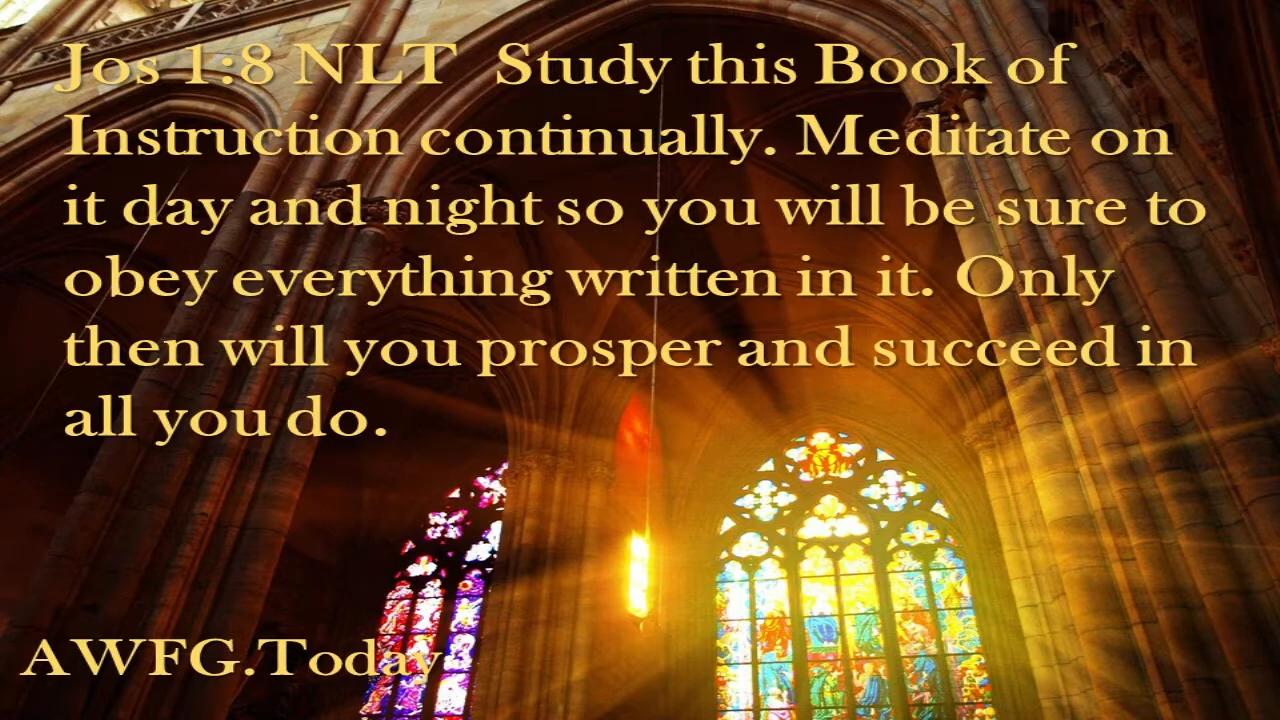 Jos 1:8 NLT  Study this Book of
Instruction continually. Meditate on
it day and night so you will be sure to
obey everything written in it. Only
then will you prosper and succeed in
all you do.
AWFG.Today